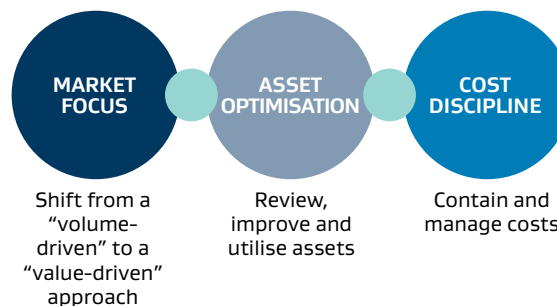 MARKET
FOCUS
ASSET
OPTIMISATION
COST
DISCIPLINE
Shift from a
“volume-
driven” to a
“value-driven”
approach
Review,
improve and
utilise assets
Contain and
manage costs